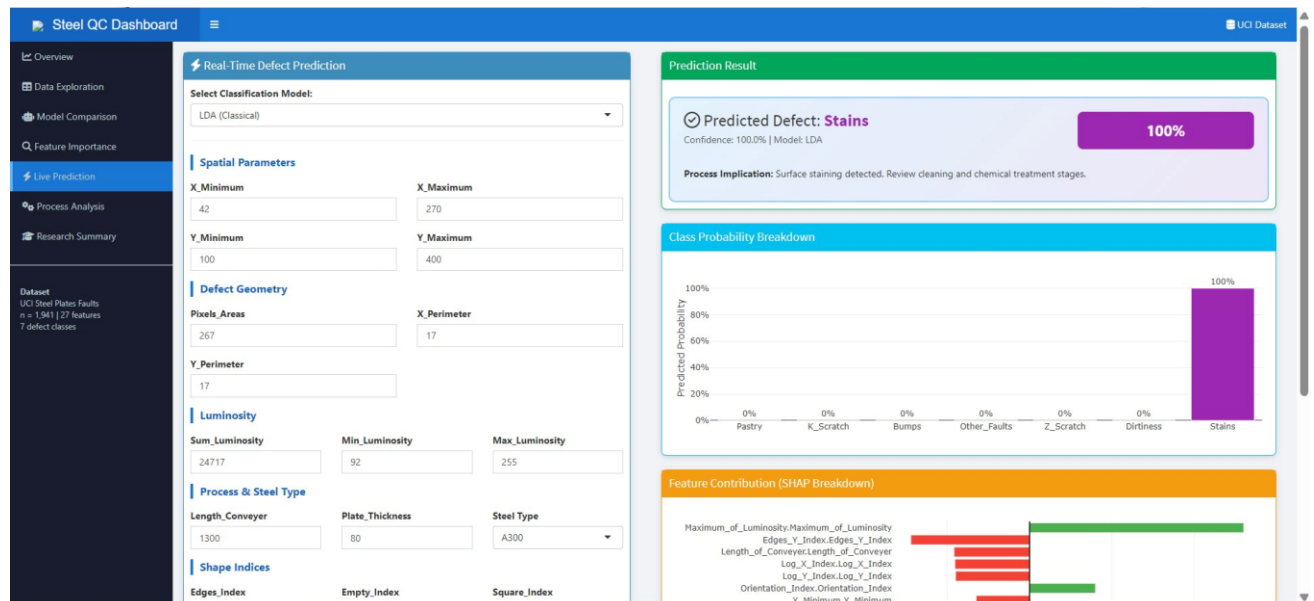 Steel QC Dashboard
UCI Dataset
Overview
Data Exploration
Model Comparison
Feature Importance
Live Prediction
Process Analysis
Research Summary
Dataset
UCI Steel Plates Faults
n = 1,941 | 27 features
7 defect classes
Real-Time Defect Prediction
Select Classification Model:
LDA (Classical)
Spatial Parameters
X_Minimum X_Maximum
42 270
Y_Minimum Y_Maximum
100 400
Defect Geometry
Pixels_Areas X_Perimeter
267 17
Y_Perimeter
17
Luminosity
Sum_Luminosity Min_Luminosity Max_Luminosity
24717 92 255
Process & Steel Type
Length_Conveyer Plate_Thickness Steel Type
1300 80 A300
Shape Indices
Edges_Index Empty_Index Square_Index
Prediction Result
Predicted Defect: Stains
100%
Confidence: 100.0% | Model: LDA
Process Implication: Surface staining detected. Review cleaning and chemical treatment stages.
Class Probability Breakdown
Predicted Probability
100%
80%
60%
40%
20%
0%
0% 0% 0% 0% 0% 0% 100%
Pastry K_Scratch Bumps Other_Faults Z_Scratch Dirtiness Stains
Feature Contribution (SHAP Breakdown)
Maximum_of_Luminosity.Maximum_of_Luminosity
Edges_Y_Index.Edges_Y_Index
Length_of_Conveyer.Length_of_Conveyer
Log_X_Index.Log_X_Index
Log_Y_Index.Log_Y_Index
Orientation_Index.Orientation_Index